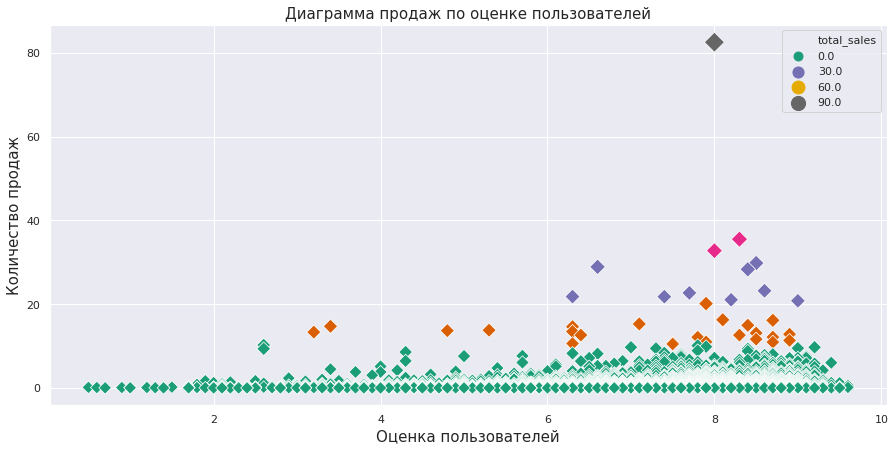 Диаграмма продаж по оценке пользователей
total_sales
0.0
30.0
60.0
90.0
Количество продаж
80
60
40
20
0
2 4 6 8 10
Оценка пользователей